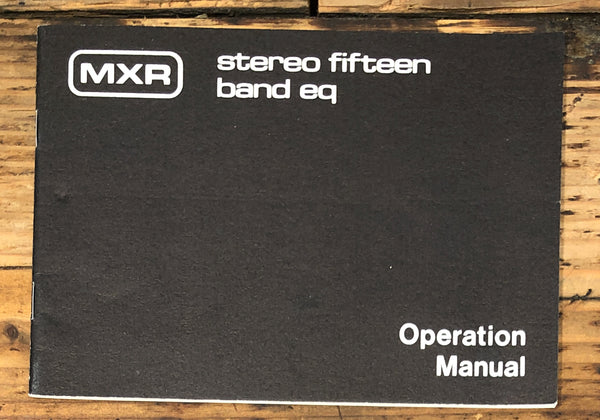 MXR
stereo fifteen
band eq
Operation
Manual